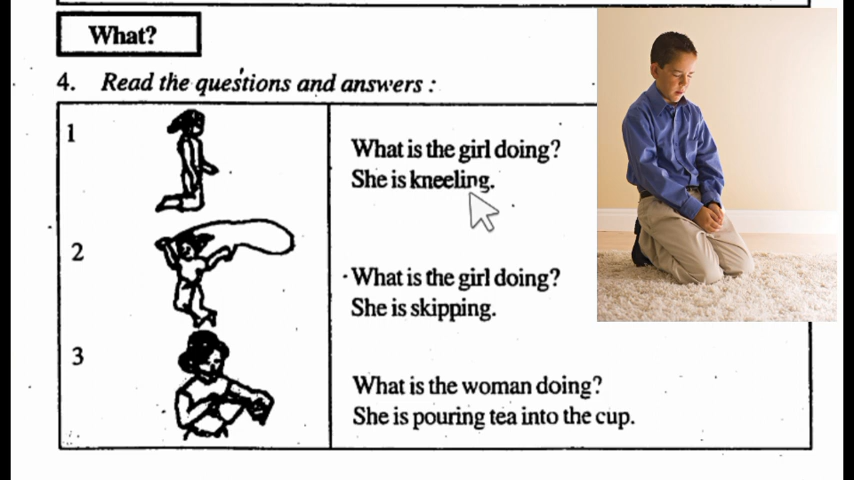 What?
4. Read the questions and answers :
1
What is the girl doing?
She is kneeling.
2
What is the girl doing?
She is skipping.
3
What is the woman doing?
She is pouring tea into the cup.